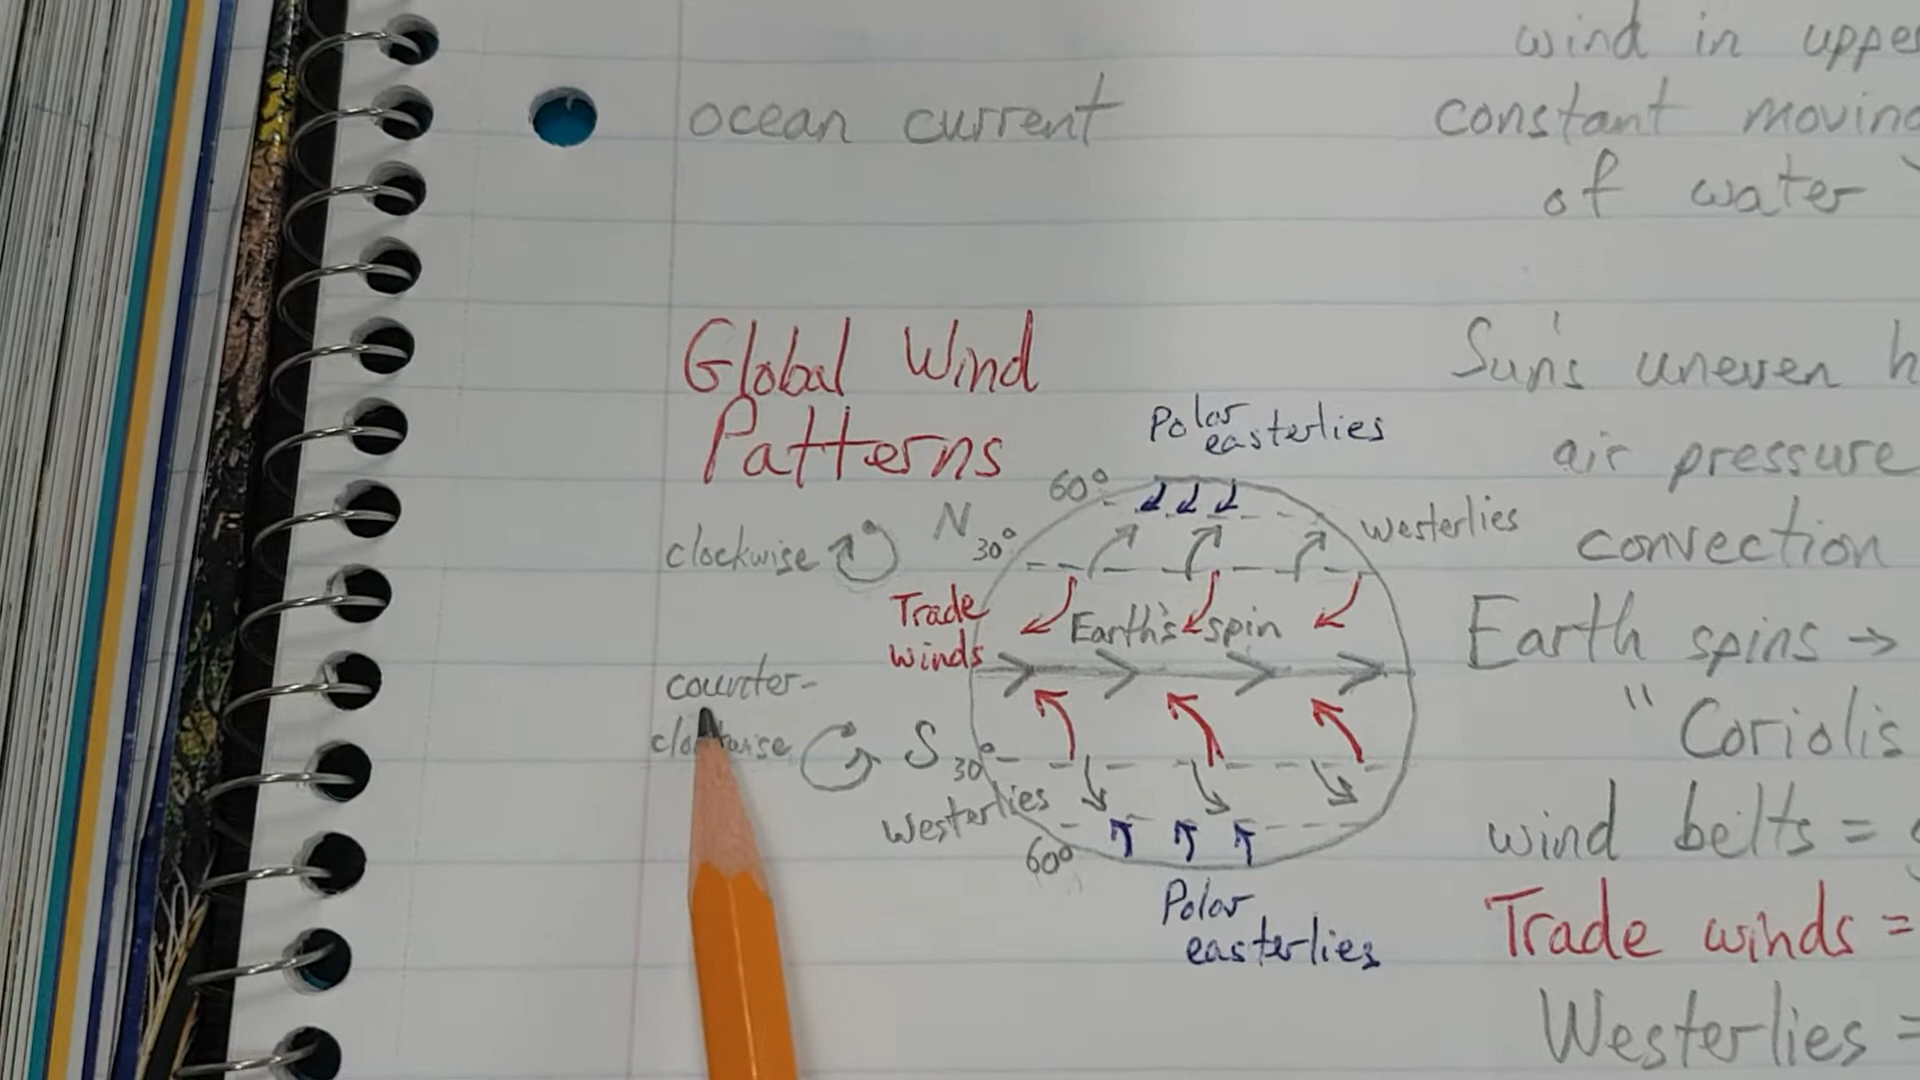 wind in uppe
ocean current
constant moving
of water
Global Wind
Patterns
Polar
easterlies
60°
N
30°
clockwise
Westerlies
Trade
winds
Earth's spin
counter-
clockwise
S
30°
Westerlies
60°
Polar
easterlies
Sun's uneven h
air pressure
convection
Earth spins →
" Coriolis
wind belts =
Trade winds =
Westerlies =